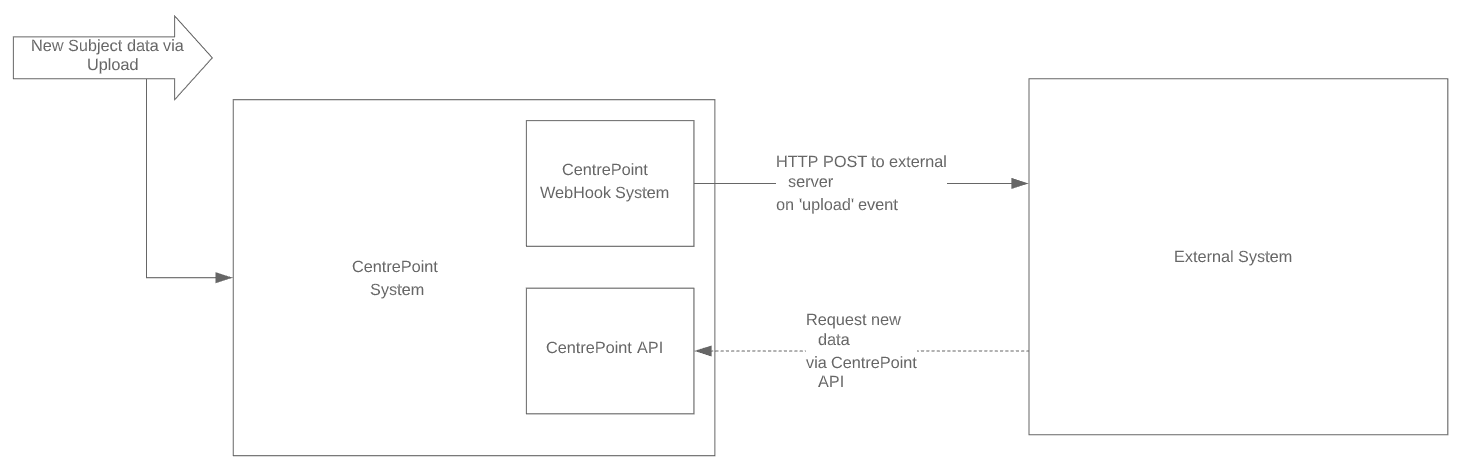 New Subject data via
Upload
CentrePoint
WebHook System
HTTP POST to external
server
on 'upload' event
CentrePoint
System
External System
CentrePoint API
Request new
data
via CentrePoint
API